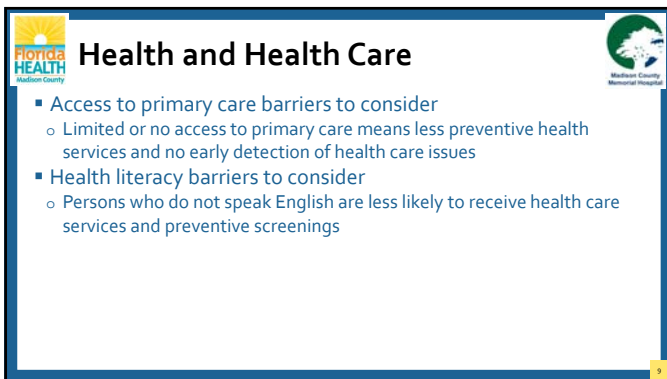 Florida
HEALTH
Madison County
Health and Health Care
Madison County
Memorial Hospital
▪ Access to primary care barriers to consider
o Limited or no access to primary care means less preventive health
services and no early detection of health care issues
▪ Health literacy barriers to consider
o Persons who do not speak English are less likely to receive health care
services and preventive screenings
9